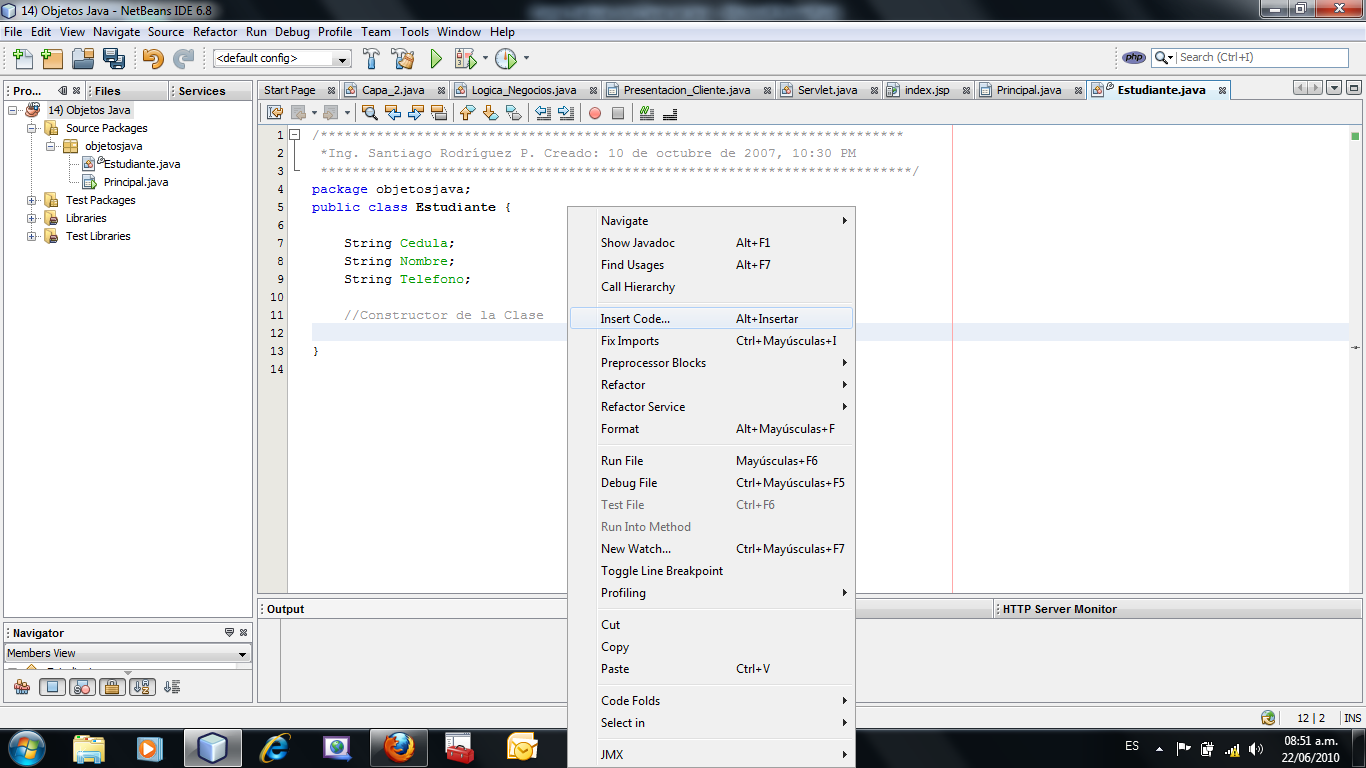 14) Objetos Java - NetBeans IDE 6.8
File Edit View Navigate Source Refactor Run Debug Profile Team Tools Window Help
<default config> php Search (Ctrl+I)
Pro... Files Services
Start Page Capa_2.java Logica_Negocios.java Presentacion_Cliente.java Servlet.java index.jsp Principal.java Estudiante.java
14) Objetos Java
Source Packages
objetosjava
Estudiante.java
Principal.java
Test Packages
Libraries
Test Libraries
1 /*************************************************************************
2 *Ing. Santiago Rodríguez P. Creado: 10 de octubre de 2007, 10:30 PM
3 **************************************************************************/
4 package objetosjava;
5 public class Estudiante {
6
7 String Cedula;
8 String Nombre;
9 String Telefono;
10
11 //Constructor de la Clase
12
13 }
14
Navigate
Show Javadoc Alt+F1
Find Usages Alt+F7
Call Hierarchy
Insert Code... Alt+Insertar
Fix Imports Ctrl+Mayúsculas+I
Preprocessor Blocks
Refactor
Refactor Service
Format Alt+Mayúsculas+F
Run File Mayúsculas+F6
Debug File Ctrl+Mayúsculas+F5
Test File Ctrl+F6
Run Into Method
New Watch... Ctrl+Mayúsculas+F7
Toggle Line Breakpoint
Profiling
Cut
Copy
Paste Ctrl+V
Code Folds
Select in
JMX
Output
HTTP Server Monitor
Navigator
Members View
12 | 2 INS
ES
08:51 a.m.
22/06/2010